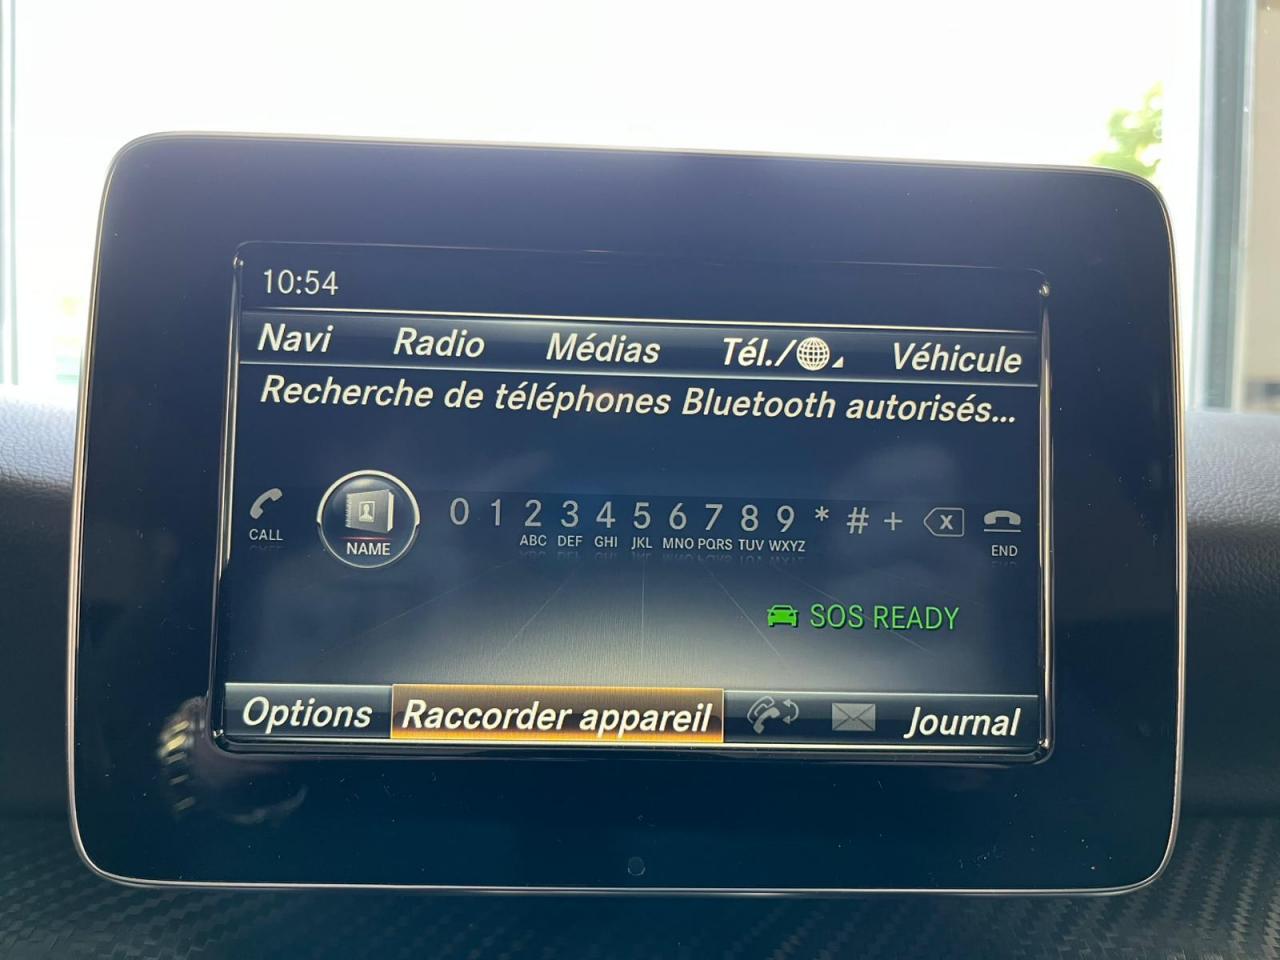 10:54
Navi Radio Médias Tél./ Véhicule
Recherche de téléphones Bluetooth autorisés...
0 1 2 3 4 5 6 7 8 9 * # + x
CALL NAME ABC DEF GHI JKL MNO PQRS TUV WXYZ END
SOS READY
Options Raccorder appareil Journal